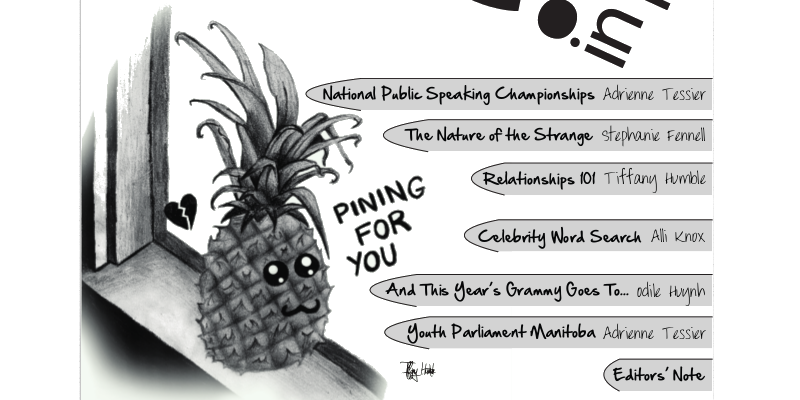 in
National Public Speaking Championships Adrienne Tessier
The Nature of the Strange Stephanie Fennell
Relationships 101 Tiffany Humble
PINING
FOR
YOU
Celebrity Word Search Alli Knox
And This Year's Grammy Goes To... Odile Huynh
Youth Parliament Manitoba Adrienne Tessier
Editors' Note